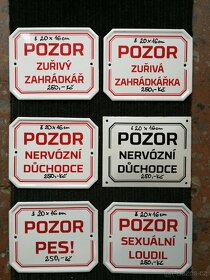 š 20 x 16 cm
POZOR
ZUŘIVÝ
ZAHRÁDKÁŘ
250,-Kč
š 20 x 16 cm
POZOR
ZUŘIVÁ
ZAHRÁDKÁŘKA
250,-Kč
š 20 x 16 cm
POZOR
NERVÓZNÍ
DŮCHODCE
250,-Kč
š 20 x 16 cm
POZOR
NERVÓZNÍ
DŮCHODCE
250,-Kč
š 20 x 16 cm
POZOR
PES!
250,-Kč
š 20 x 16 cm
POZOR
SEXUÁLNÍ
LOUDIL
250,-Kč